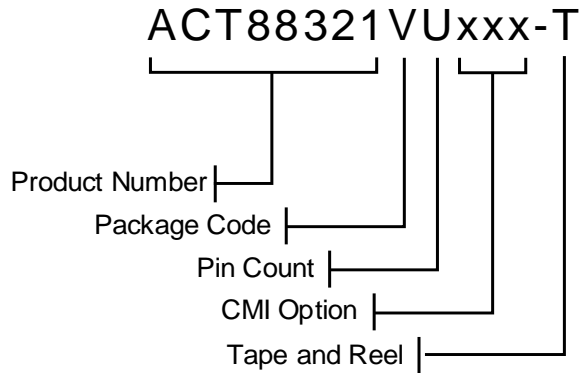 ACT88321VUxxx-T
Product Number
Package Code
Pin Count
CMI Option
Tape and Reel